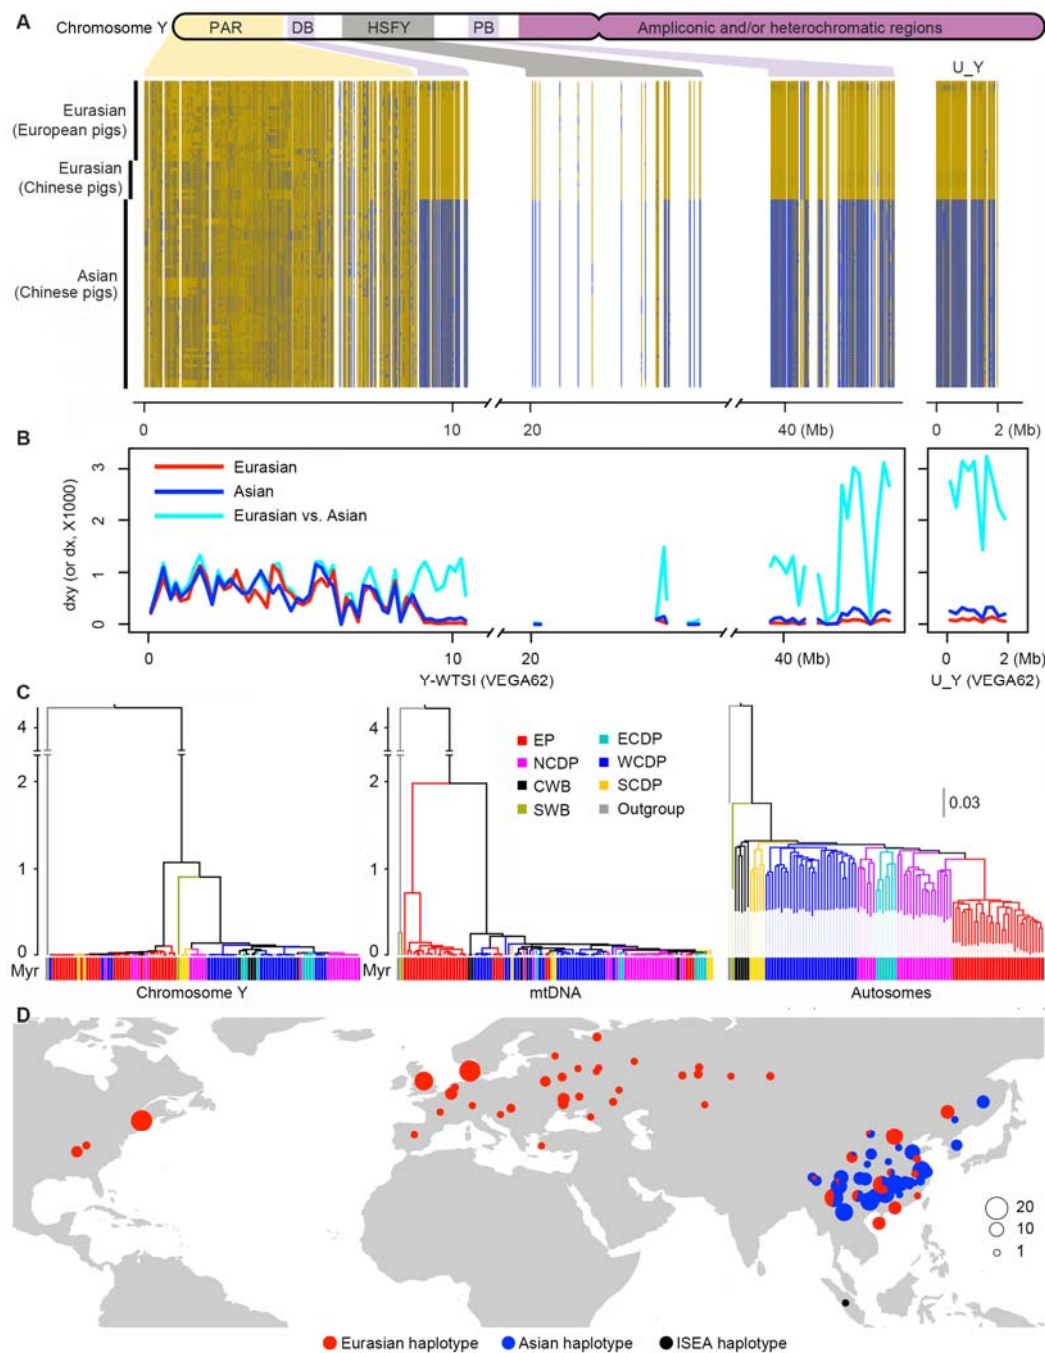 A
Chromosome Y
PAR
DB
HSFY
PB
Ampliconic and/or heterochromatic regions
U_Y
Eurasian
(European pigs)
Eurasian
(Chinese pigs)
Asian
(Chinese pigs)
0
10
20
40 (Mb)
0
2 (Mb)
B
dxy (or dx, X1000)
3
2
1
0
Eurasian
Asian
Eurasian vs. Asian
0
10
20
40 (Mb)
0
2 (Mb)
Y-WTSI (VEGA62)
U_Y (VEGA62)
C
4
2
1
0
Myr
Chromosome Y
4
2
1
0
Myr
mtDNA
EP
NCDP
CWB
SWB
ECDP
WCDP
SCDP
Outgroup
0.03
Autosomes
D
20
10
1
Eurasian haplotype
Asian haplotype
ISEA haplotype